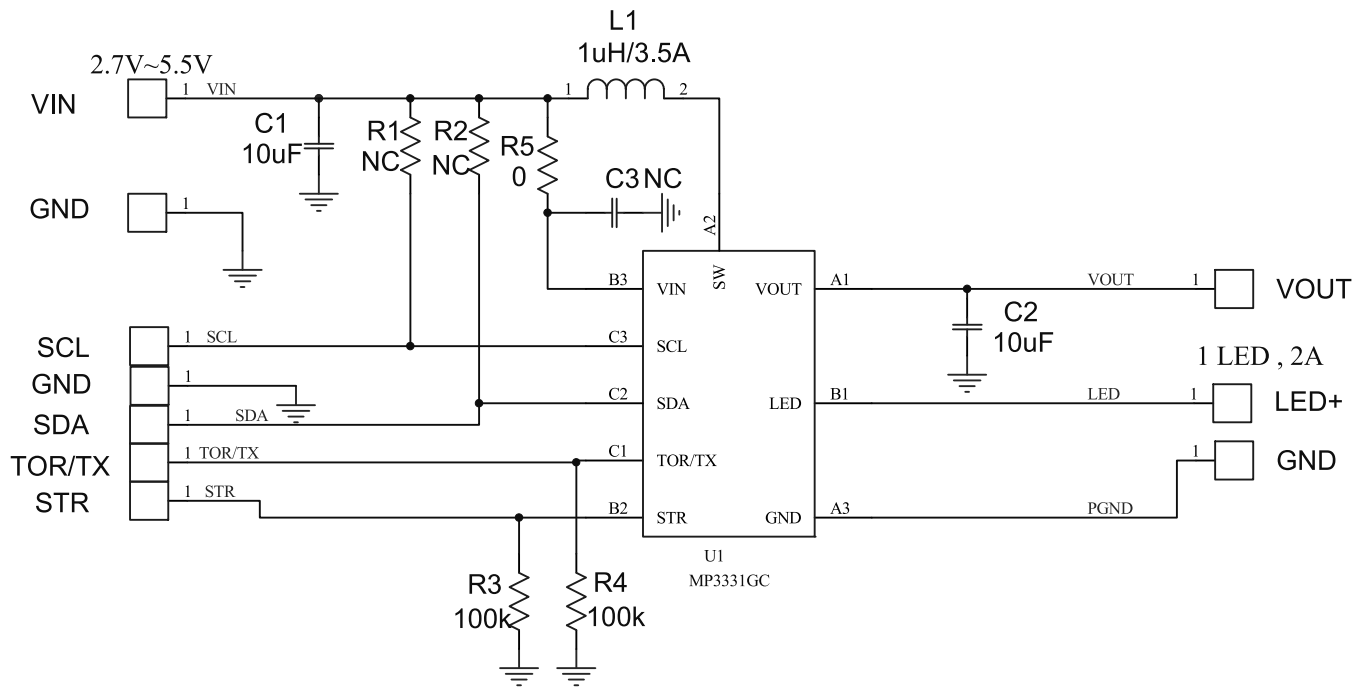 L1
1uH/3.5A
2.7V~5.5V
VIN
1 VIN
1 2
C1
10uF
R1
NC
R2
NC
R5
0
C3 NC
A2
GND
1
B3 VIN
SW
VOUT A1
VOUT 1
VOUT
C2
10uF
SCL
1 SCL
C3 SCL
1 LED , 2A
GND
1
C2 SDA
LED B1
LED 1
LED+
SDA
1 SDA
TOR/TX
1 TOR/TX
C1 TOR/TX
1
GND
STR
1 STR
B2 STR
GND A3
PGND
U1
MP3331GC
R3
100k
R4
100k